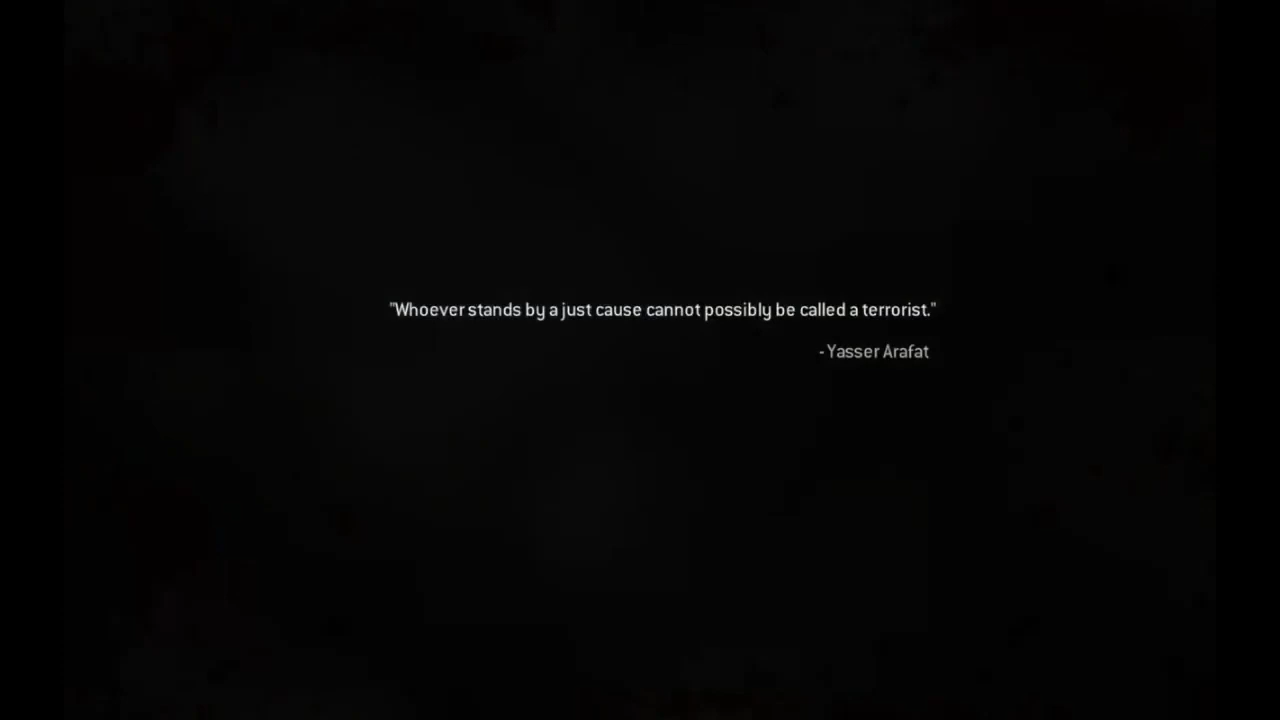 "Whoever stands by a just cause cannot possibly be called a terrorist."
- Yasser Arafat